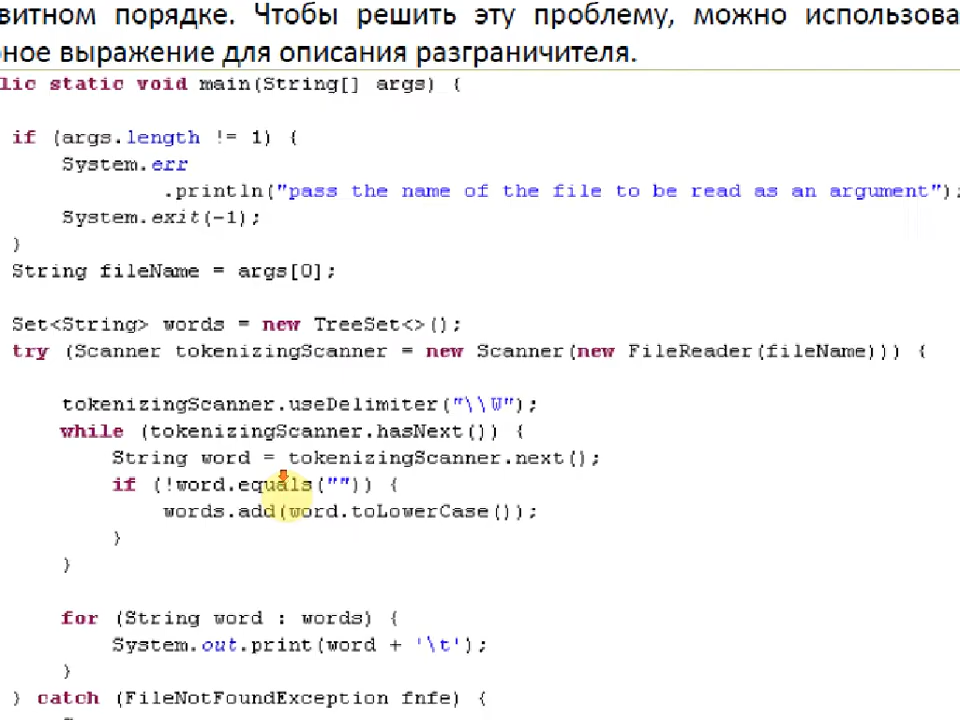 витном порядке. Чтобы решить эту проблему, можно использова
ное выражение для описания разграничителя.
lic static void main(String[] args) {
if (args.length != 1) {
System.err
.println("pass the name of the file to be read as an argument");
System.exit(-1);
}
String fileName = args[0];
Set<String> words = new TreeSet<>();
try (Scanner tokenizingScanner = new Scanner(new FileReader(fileName))) {
tokenizingScanner.useDelimiter("\\W");
while (tokenizingScanner.hasNext()) {
String word = tokenizingScanner.next();
if (!word.equals("")) {
words.add(word.toLowerCase());
}
}
for (String word : words) {
System.out.print(word + '\t');
}
} catch (FileNotFoundException fnfe) {